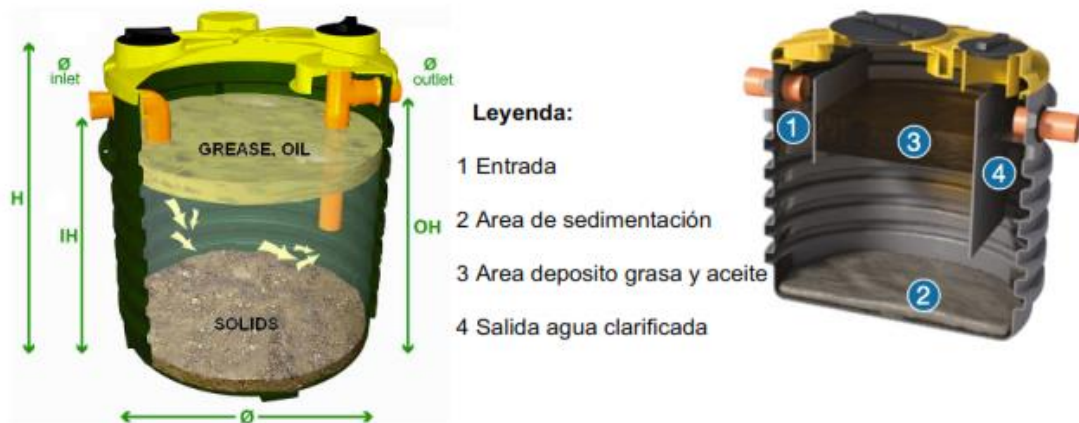 Ø
inlet
Ø
outlet
GREASE, OIL
H
IH
OH
SOLIDS
Ø
Leyenda:
1 Entrada
2 Area de sedimentación
3 Area deposito grasa y aceite
4 Salida agua clarificada
1
3
4
2